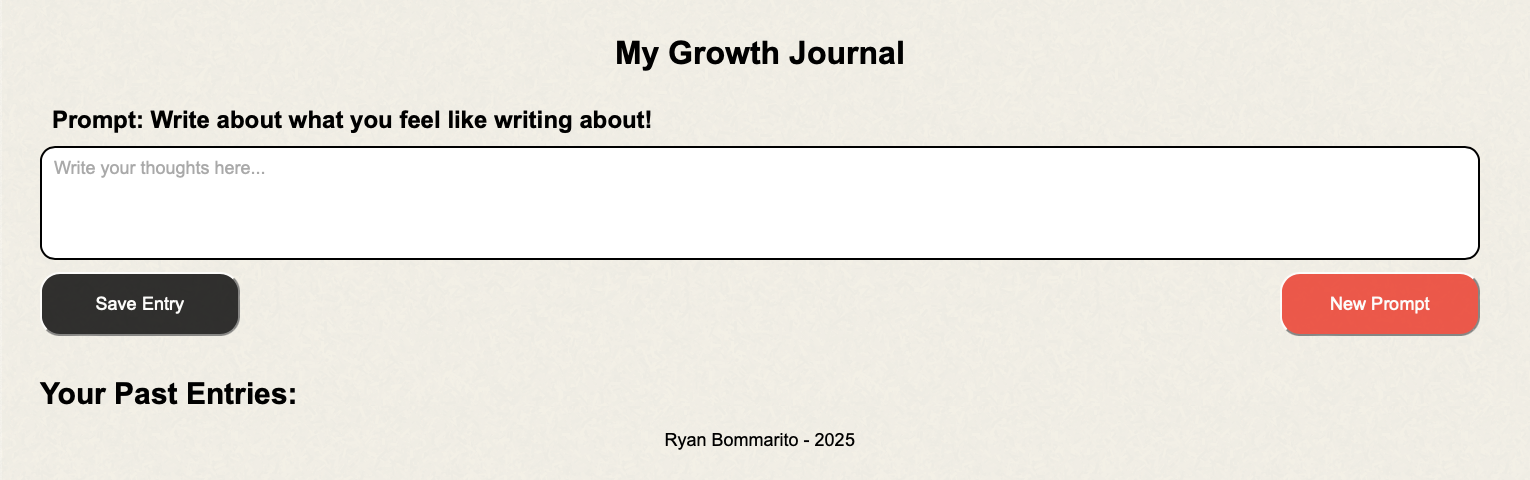 My Growth Journal
Prompt: Write about what you feel like writing about!
Write your thoughts here...
Save Entry
New Prompt
Your Past Entries:
Ryan Bommarito - 2025